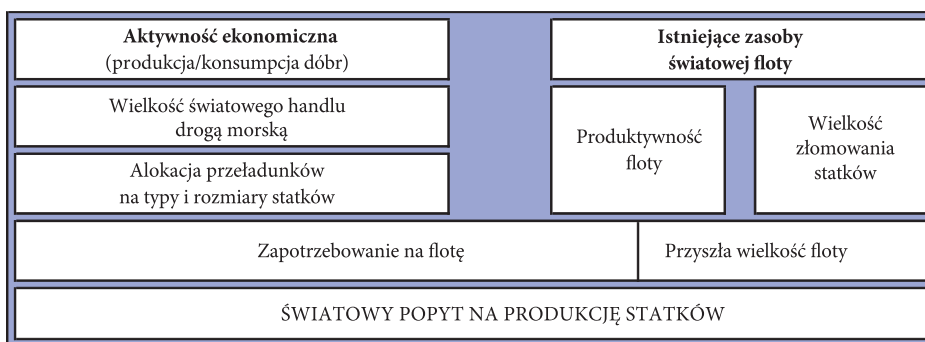 Aktywność ekonomiczna
(produkcja/konsumpcja dóbr)
Istniejące zasoby
światowej floty
Wielkość światowego handlu
drogą morską
Alokacja przeładunków
na typy i rozmiary statków
Produktywność
floty
Wielkość
złomowania
statków
Zapotrzebowanie na flotę
Przyszła wielkość floty
ŚWIATOWY POPYT NA PRODUKCJĘ STATKÓW